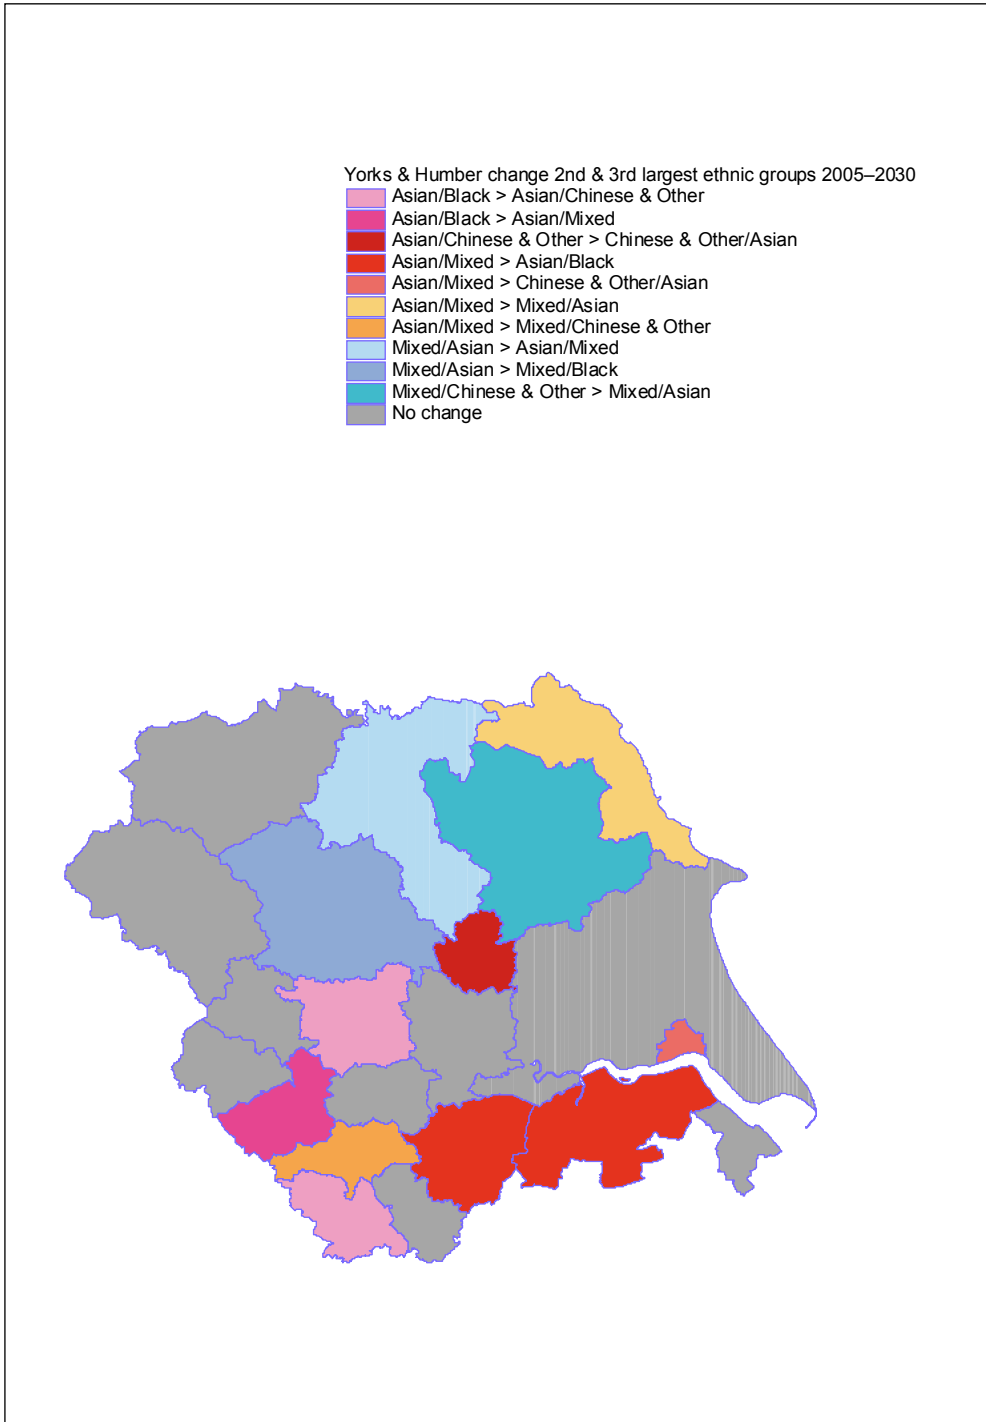 Yorks & Humber change 2nd & 3rd largest ethnic groups 2005–2030
Asian/Black > Asian/Chinese & Other
Asian/Black > Asian/Mixed
Asian/Chinese & Other > Chinese & Other/Asian
Asian/Mixed > Asian/Black
Asian/Mixed > Chinese & Other/Asian
Asian/Mixed > Mixed/Asian
Asian/Mixed > Mixed/Chinese & Other
Mixed/Asian > Asian/Mixed
Mixed/Asian > Mixed/Black
Mixed/Chinese & Other > Mixed/Asian
No change